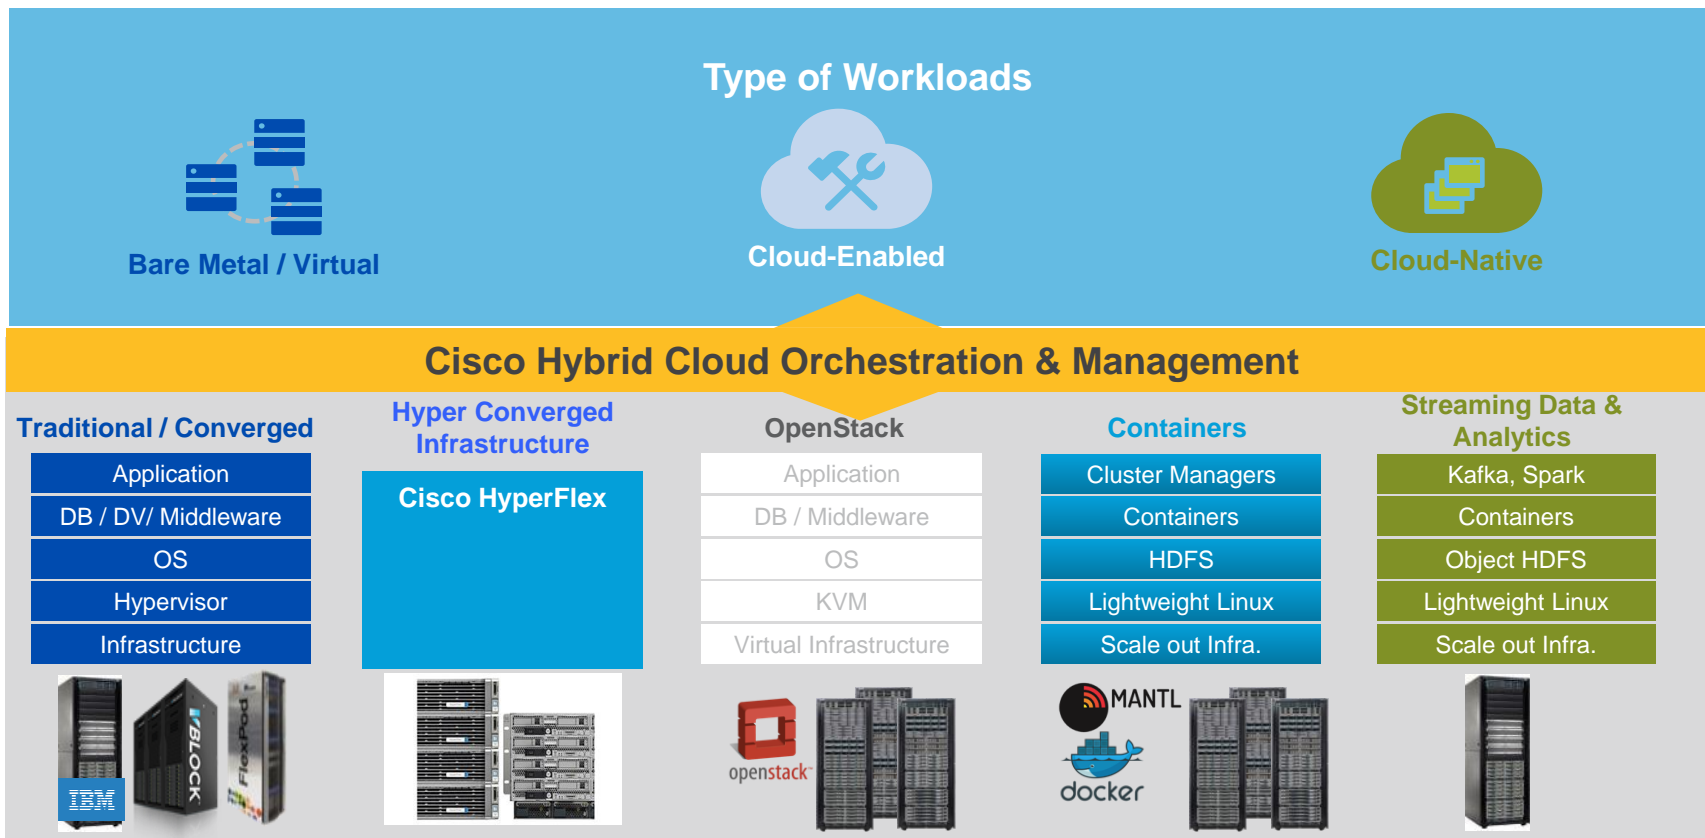 Type of Workloads
Bare Metal / Virtual
Cloud-Enabled
Cloud-Native
Cisco Hybrid Cloud Orchestration & Management
Traditional / Converged
Application
DB / DV/ Middleware
OS
Hypervisor
Infrastructure
IBM
VBLOCK
FlexPod
Hyper Converged
Infrastructure
Cisco HyperFlex
OpenStack
Application
DB / Middleware
OS
KVM
Virtual Infrastructure
openstack
Containers
Cluster Managers
Containers
HDFS
Lightweight Linux
Scale out Infra.
MANTL
docker
Streaming Data &
Analytics
Kafka, Spark
Containers
Object HDFS
Lightweight Linux
Scale out Infra.